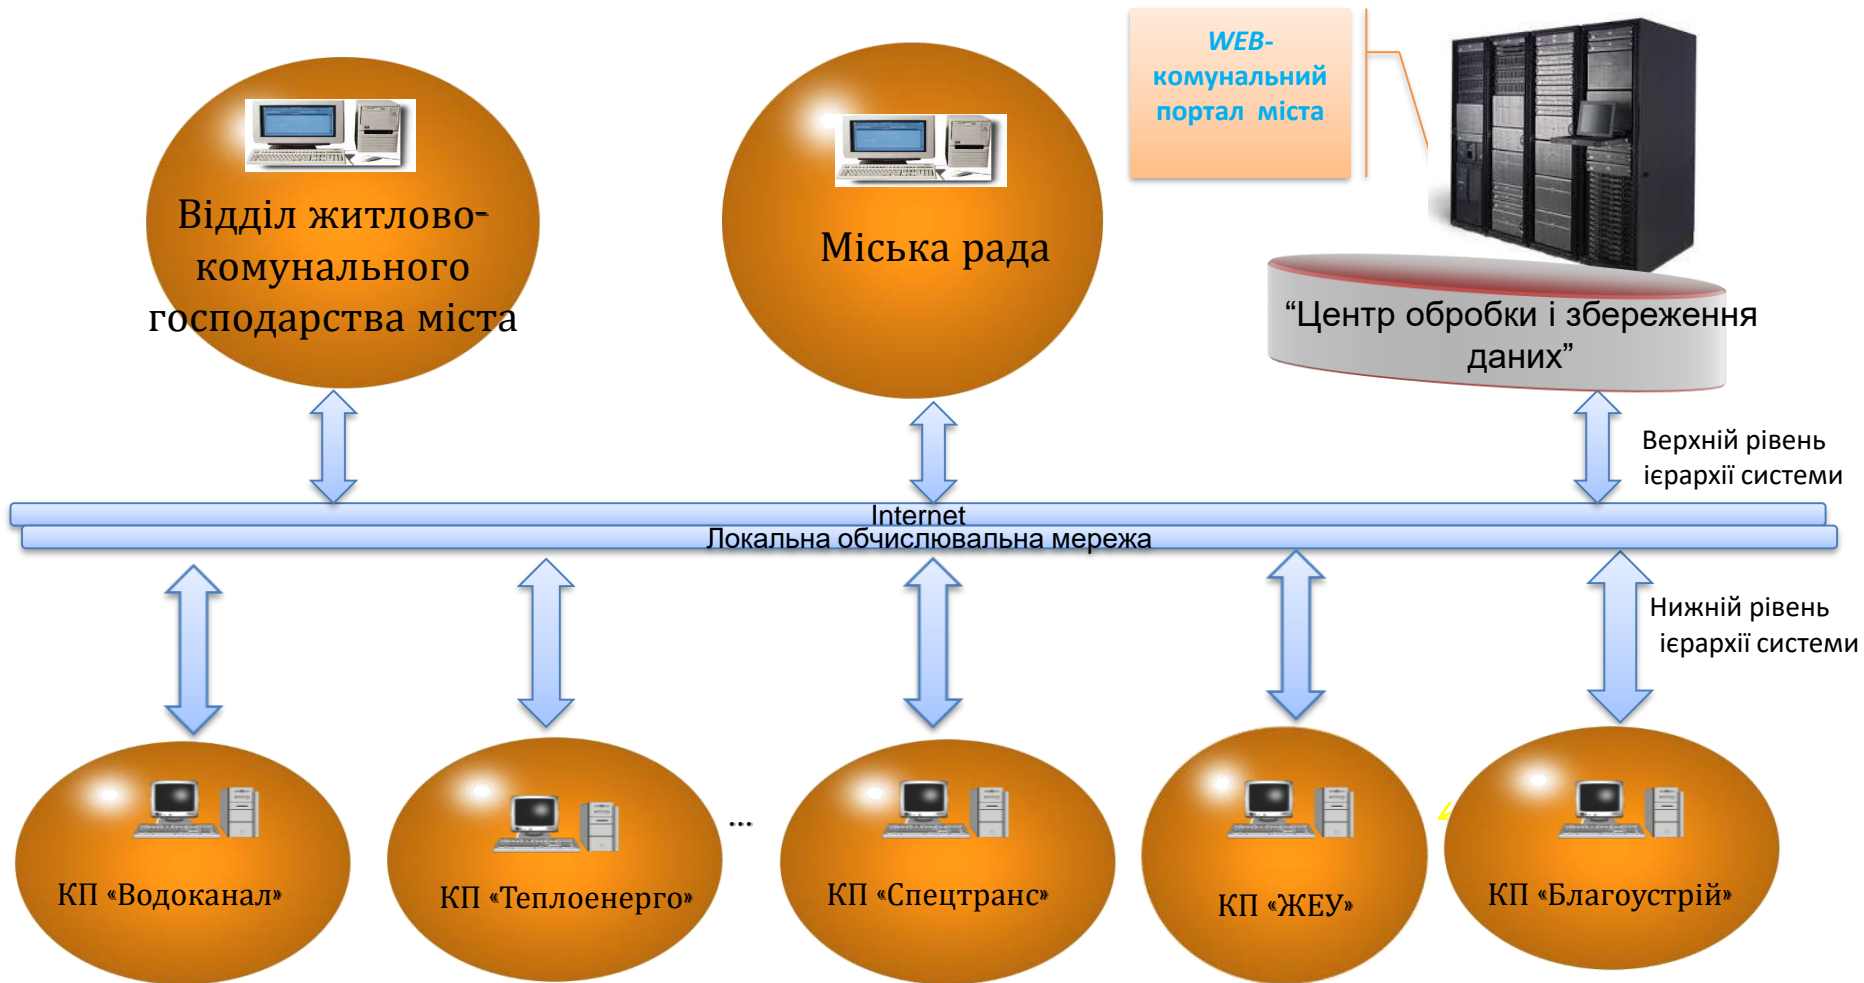 WEB-
комунальний
портал міста
Відділ житлово-
комунального
господарства міста
Міська рада
“Центр обробки і збереження
даних”
Верхній рівень
ієрархії системи
Internet
Локальна обчислювальна мережа
Нижній рівень
ієрархії системи
...
КП «Водоканал»
КП «Теплоенерго»
КП «Спецтранс»
КП «ЖЕУ»
КП «Благоустрій»